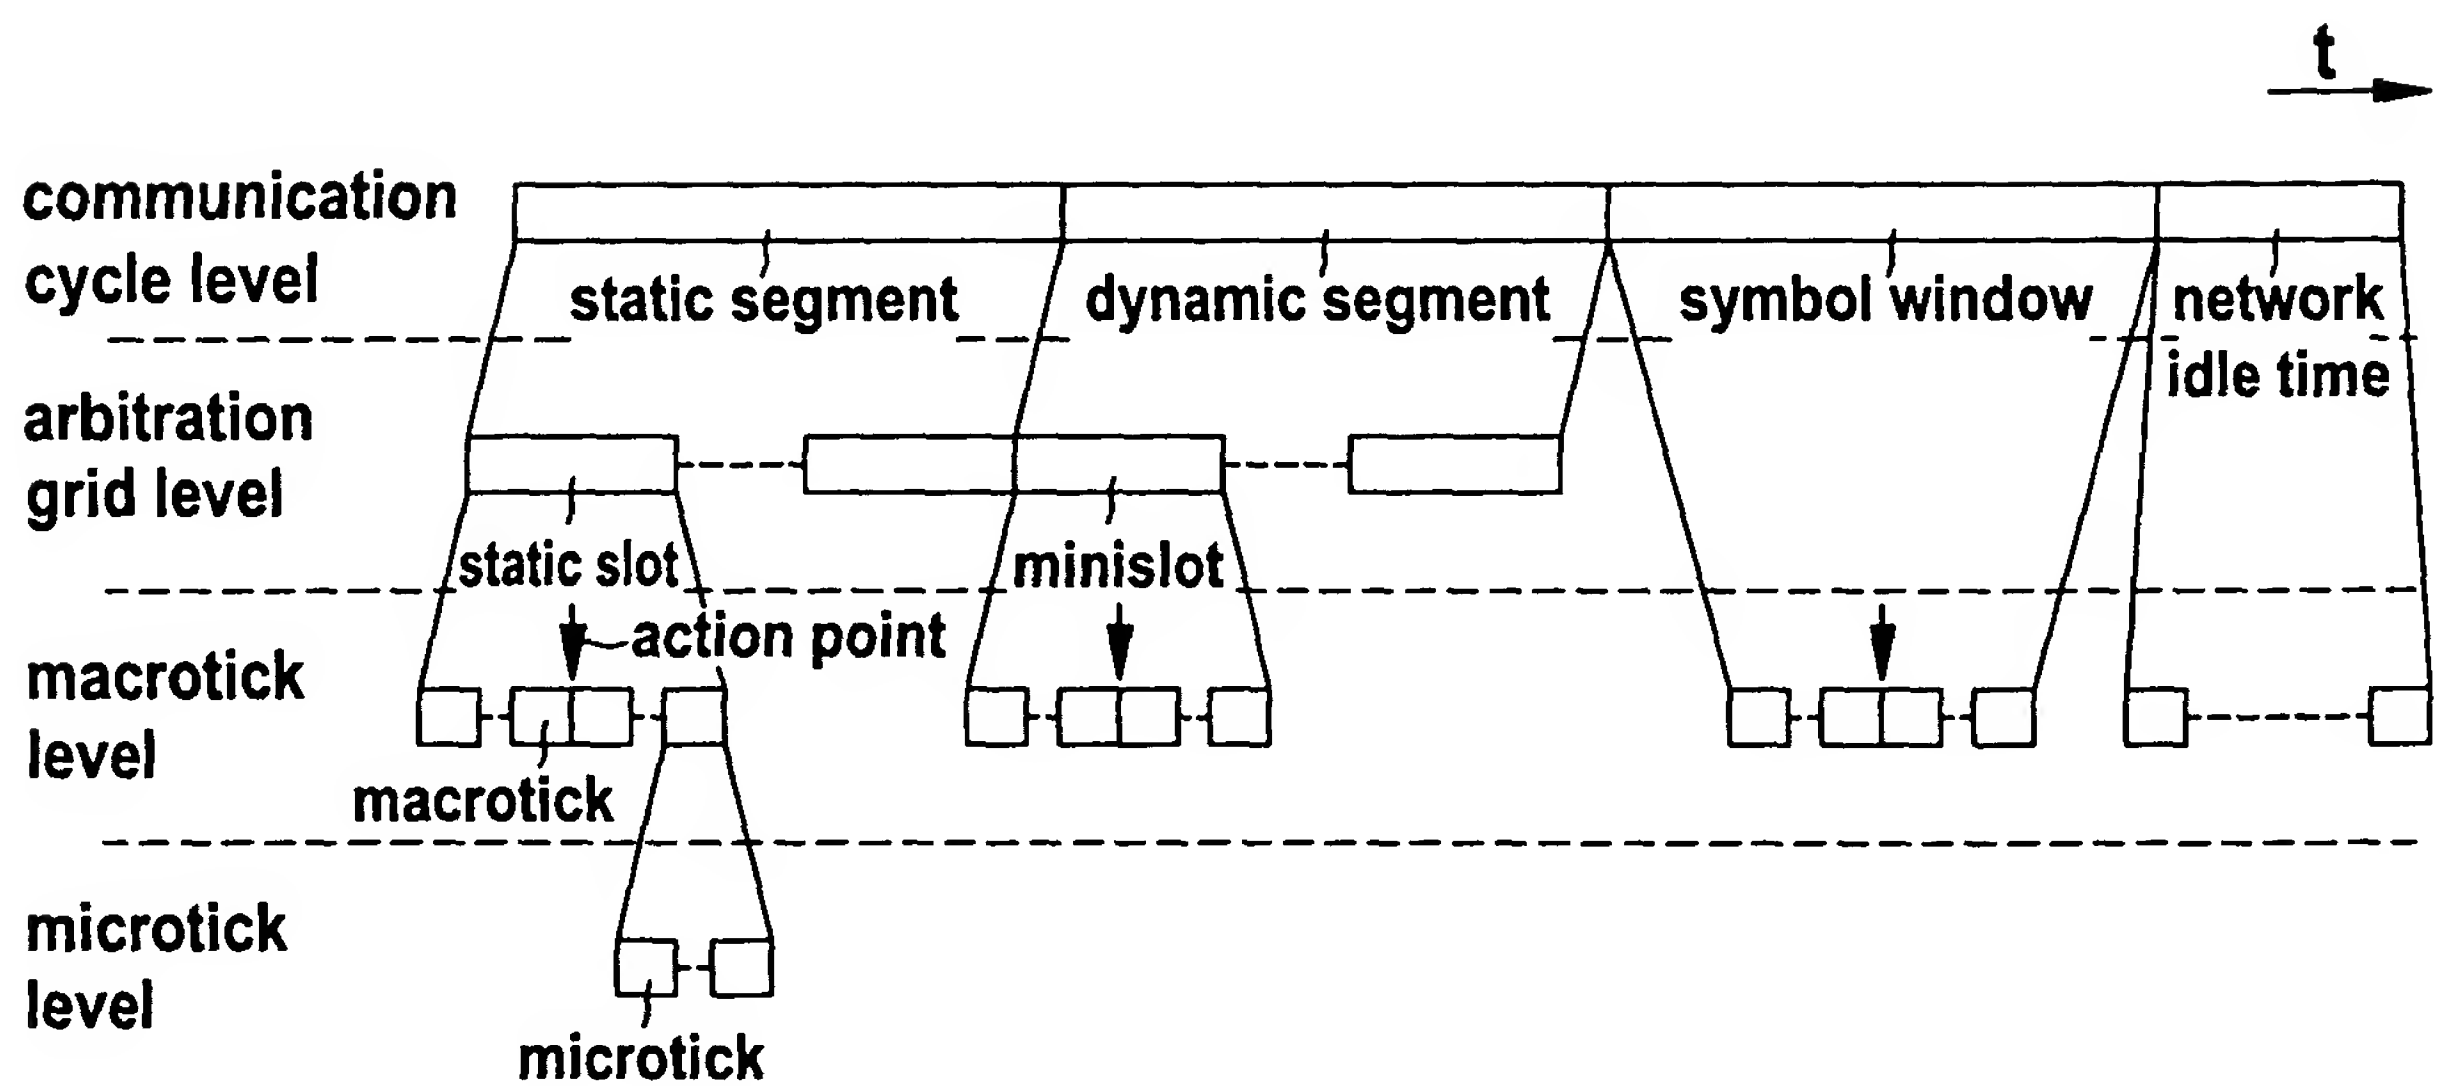 t
communication
cycle level
static segment
dynamic segment
symbol window
network
idle time
arbitration
grid level
static slot
minislot
action point
macrotick
level
macrotick
microtick
level
microtick